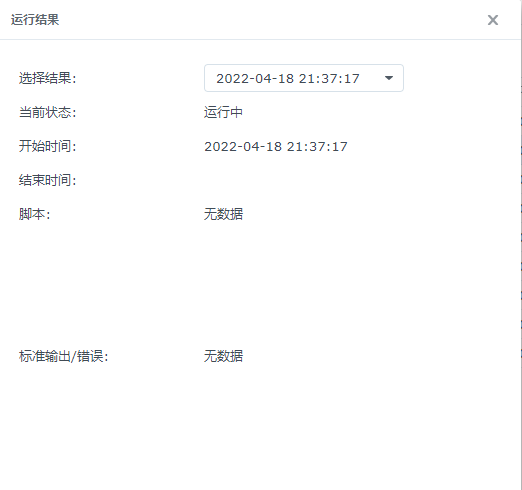 运行结果
选择结果: 2022-04-18 21:37:17
当前状态: 运行中
开始时间: 2022-04-18 21:37:17
结束时间:
脚本: 无数据
标准输出/错误: 无数据